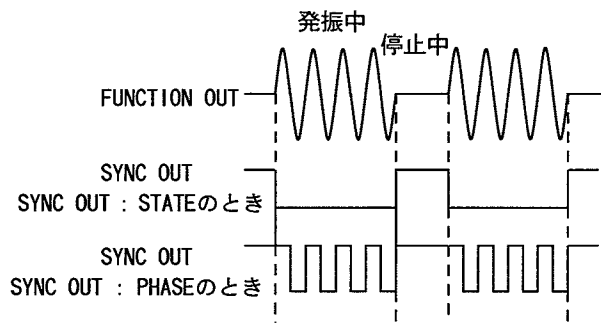 発振中
停止中
FUNCTION OUT
SYNC OUT
SYNC OUT : STATEのとき
SYNC OUT
SYNC OUT : PHASEのとき